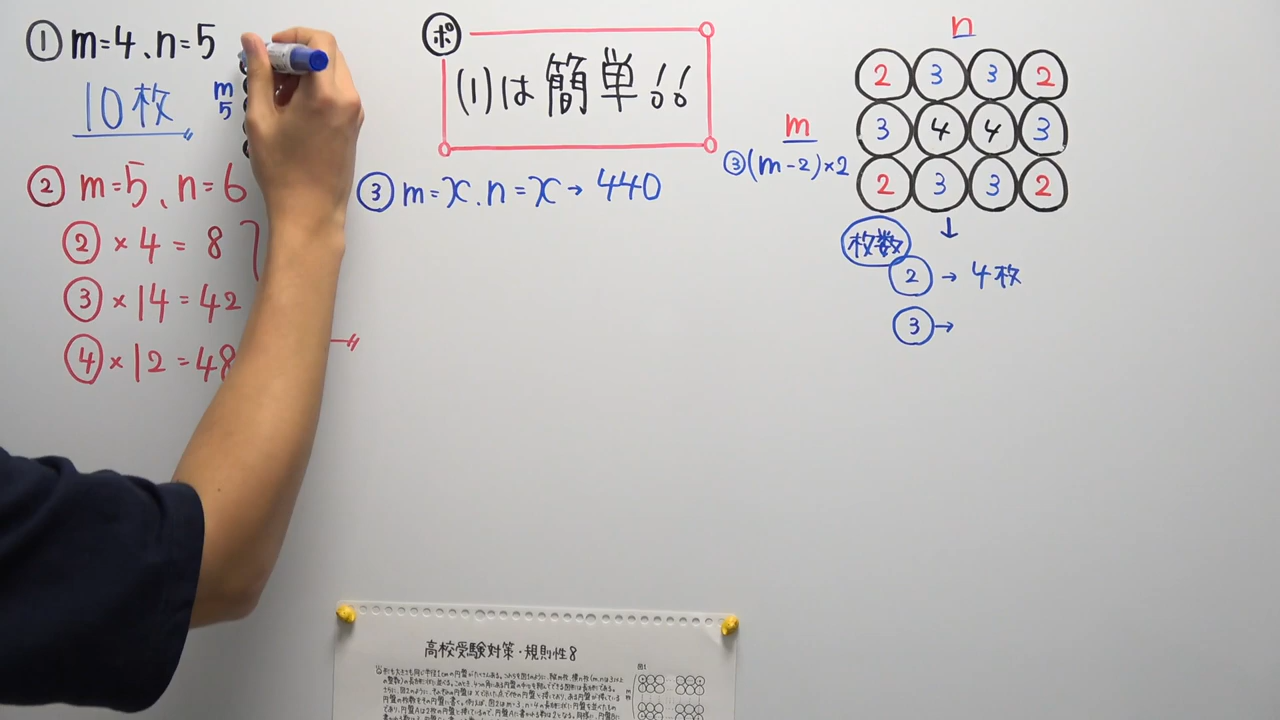 ① m=4、n=5
10枚
m
5
② m=5、n=6
② × 4 = 8
③ × 14 = 42
④ × 12 = 48
ポ
(1)は簡単!!
③ m=x、n=x→440
n
m
③(m-2)×2
2 3 3 2
3 4 4 3
2 3 3 2
↓
枚数
② → 4枚
③ →
高校受験対策・規則性8
図1